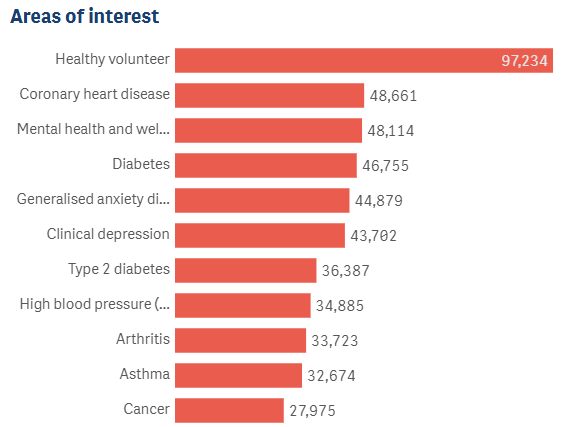 Areas of interest
Healthy volunteer 97,234
Coronary heart disease 48,661
Mental health and wel... 48,114
Diabetes 46,755
Generalised anxiety di... 44,879
Clinical depression 43,702
Type 2 diabetes 36,387
High blood pressure (... 34,885
Arthritis 33,723
Asthma 32,674
Cancer 27,975